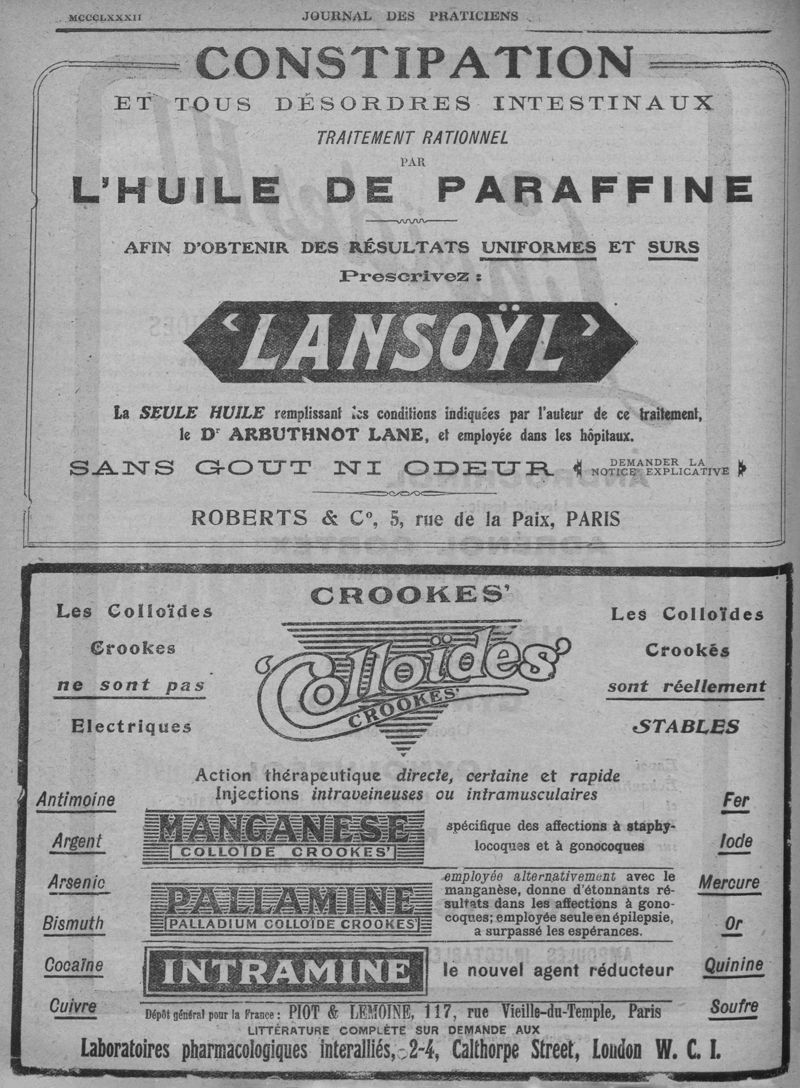 MCCCLXXXII
JOURNAL DES PRATICIENS
CONSTIPATION
ET TOUS DÉSORDRES INTESTINAUX
TRAITEMENT RATIONNEL
PAR
L'HUILE DE PARAFFINE
AFIN D'OBTENIR DES RÉSULTATS UNIFORMES ET SURS
Prescrivez :
‹LANSOŸL›
La SEULE HUILE remplissant les conditions indiquées par l'auteur de ce traitement,
le Dr ARBUTHNOT LANE, et employée dans les hôpitaux.
SANS GOUT NI ODEUR
DEMANDER LA
NOTICE EXPLICATIVE
ROBERTS & Co, 5, rue de la Paix, PARIS
CROOKES'
Les Colloïdes
Crookes
ne sont pas
Electriques
'Colloïdes'
CROOKES'
Les Colloïdes
Crookés
sont réellement
STABLES
Action thérapeutique directe, certaine et rapide
Injections intraveineuses ou intramusculaires
Antimoine
Argent
Arsenic
Bismuth
Cocaïne
Cuivre
MANGANESE
COLLOÏDE CROOKES'
spécifique des affections à staphy-
locoques et à gonocoques
PALLAMINE
PALLADIUM COLLOÏDE CROOKES'
employée alternativement avec le
manganèse, donne d'étonnants ré-
sultats dans les affections à gono-
coques; employée seule en épilepsie,
a surpassé les espérances.
INTRAMINE
le nouvel agent réducteur
Fer
Iode
Mercure
Or
Quinine
Soufre
Dépôt général pour la France : PIOT & LEMOINE, 117, rue Vieille-du-Temple, Paris
LITTÉRATURE COMPLÈTE SUR DEMANDE AUX
Laboratoires pharmacologiques interalliés, 2-4, Calthorpe Street, London W. C. I.